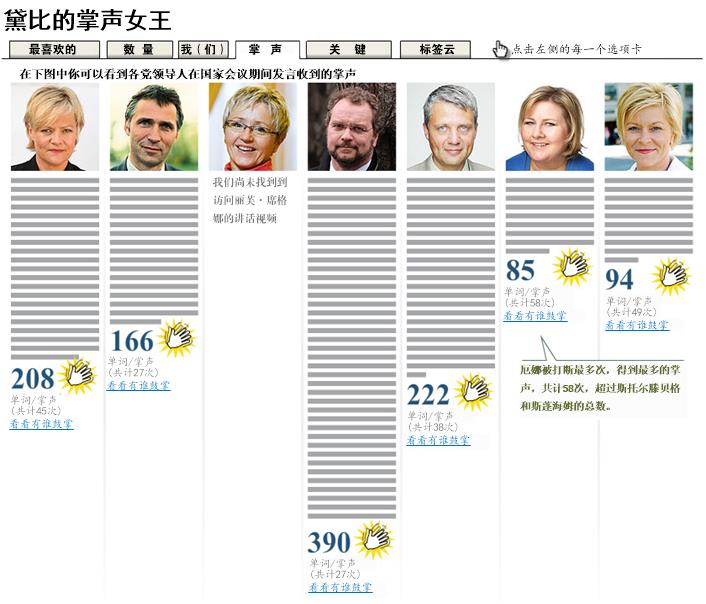 黛比的掌声女王
最喜欢的 数 量 我（们） 掌 声 关 键 标签云 点击左侧的每一个选项卡
在下图中你可以看到各党领导人在国家会议期间发言收到的掌声
208
单词/掌声
(共计45次)
看看有谁鼓掌
166
单词/掌声
(共计27次)
看看有谁鼓掌
我们尚未找到到
访问丽芙·席格
娜的讲话视频
390
单词/掌声
(共计27次)
看看有谁鼓掌
222
单词/掌声
(共计38次)
看看有谁鼓掌
85
单词/掌声
(共计58次)
看看有谁鼓掌
94
单词/掌声
(共计49次)
看看有谁鼓掌
厄娜被打断最多次，得到最多的掌
声，共计58次，超过斯托尔滕贝格
和斯蓬海姆的总数。